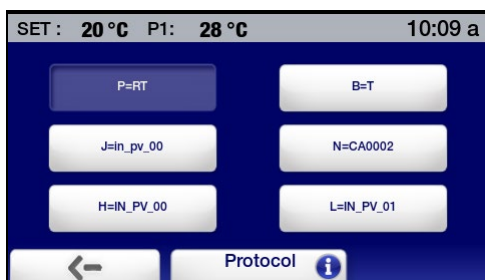 SET : 20 °C P1: 28 °C 10:09 a
P=RT B=T
J=in_pv_00 N=CA0002
H=IN_PV_00 L=IN_PV_01
Protocol i